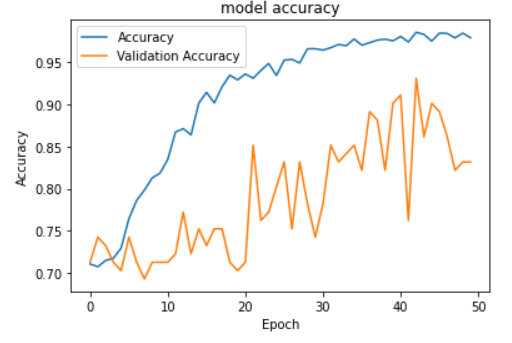 model accuracy
Accuracy
Validation Accuracy
0.95
0.90
0.85
0.80
0.75
0.70
Accuracy
0 10 20 30 40 50
Epoch